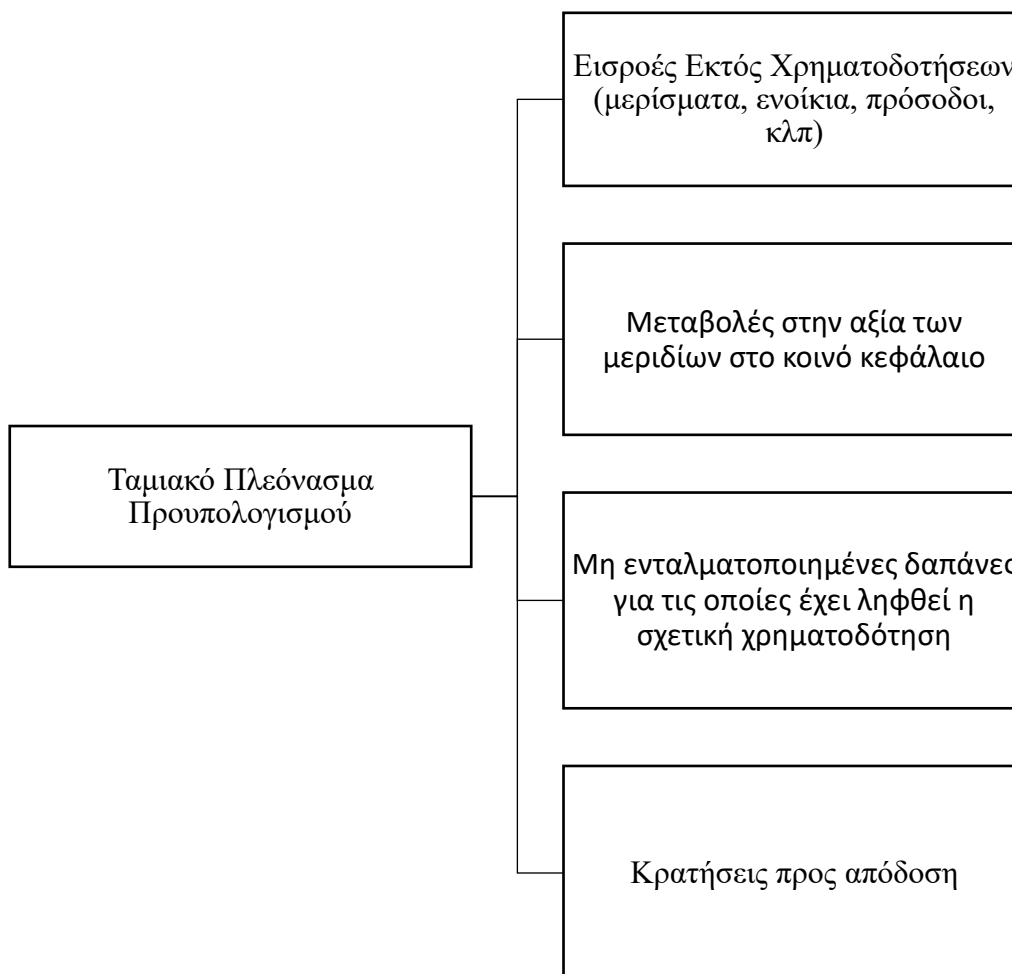 Εισροές Εκτός Χρηματοδοτήσεων
(μερίσματα, ενοίκια, πρόσοδοι,
κλπ)
Μεταβολές στην αξία των
μεριδίων στο κοινό κεφάλαιο
Ταμιακό Πλεόνασμα
Προυπολογισμού
Μη ενταλματοποιημένες δαπάνες
για τις οποίες έχει ληφθεί η
σχετική χρηματοδότηση
Κρατήσεις προς απόδοση